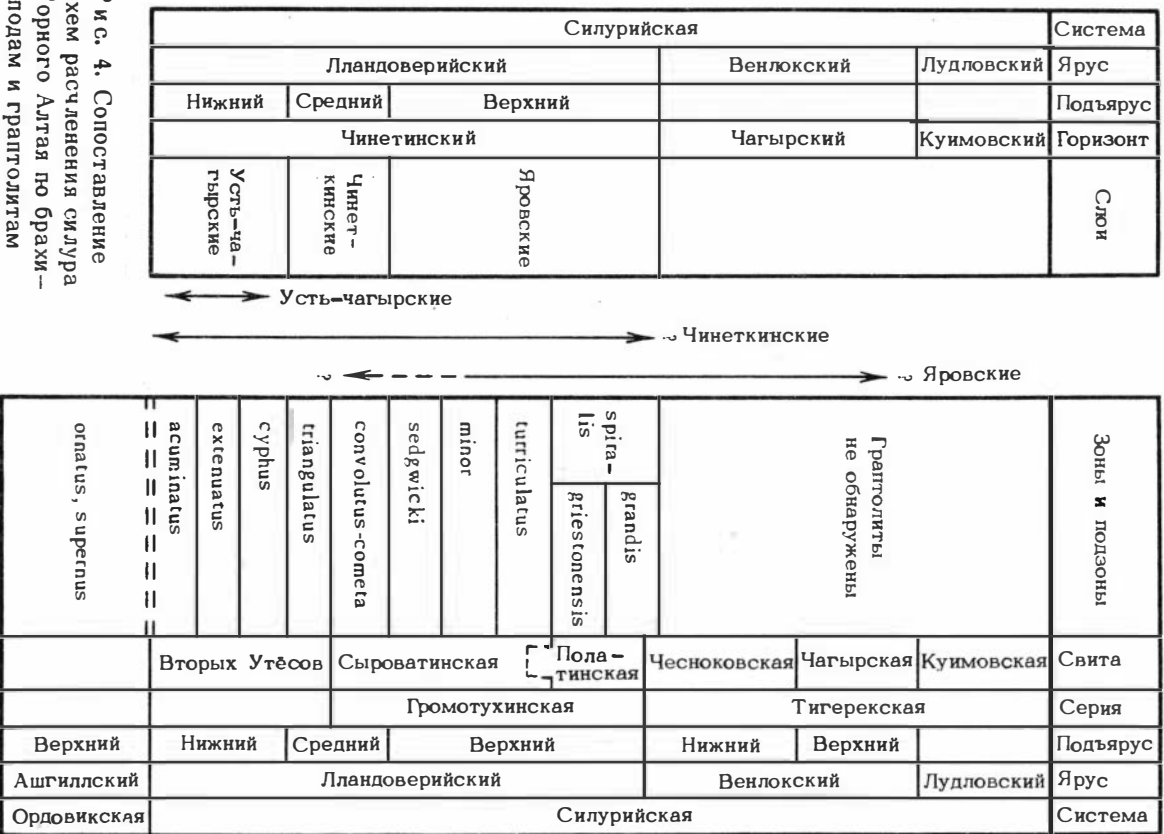 Рис. 4. Сопоставление
схем расчленения силура
Горного Алтая по брахи-
оподам и граптолитам
Силурийская Система
Лландоверийский Венлокский Лудловский Ярус
Нижний Средний Верхний Подъярус
Чинетинский Чагырский Куимовский Горизонт
Усть-ча-
гырские
Чинет-
кинские
Яровские
Слои
Усть-чагырские
? Чинеткинские
? ? Яровские
ornatus, supernus
acuminatus
extenuatus
cyphus
triangulatus
convolutus-cometa
sedgwicki
minor
turriculatus
spira-
lis
griestonensis
grandis
Граптолиты
не обнаружены
Зоны и подзоны
Вторых Утёсов Сыроватинская Пола-
тинская Чесноковская Чагырская Куимовская Свита
Громотухинская Тигерекская Серия
Верхний Нижний Средний Верхний Нижний Верхний Подъярус
Ашгиллский Лландоверийский Венлокский Лудловский Ярус
Ордовикская Силурийская Система